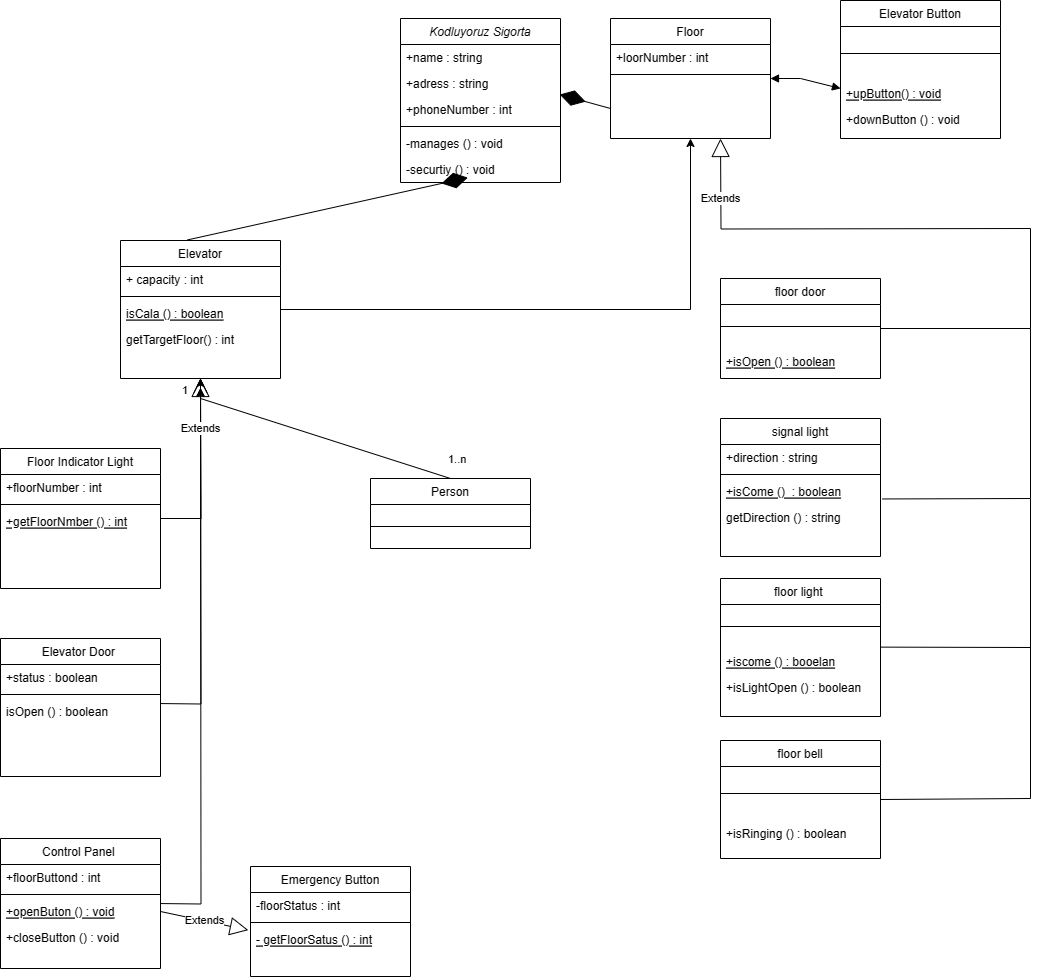 Kodluyoruz Sigorta
+name : string
+adress : string
+phoneNumber : int
-manages () : void
-securtiy () : void
Floor
+loorNumber : int
Elevator Button
+upButton() : void
+downButton () : void
Extends
Elevator
+ capacity : int
isCala () : boolean
getTargetFloor() : int
1
Extends
1..n
Person
Floor Indicator Light
+floorNumber : int
+getFloorNmber () : int
Elevator Door
+status : boolean
isOpen () : boolean
Control Panel
+floorButtond : int
+openButon () : void
+closeButton () : void
Extends
Emergency Button
-floorStatus : int
- getFloorSatus () : int
floor door
+isOpen () : boolean
signal light
+direction : string
+isCome () : boolean
getDirection () : string
floor light
+iscome () : booelan
+isLightOpen () : boolean
floor bell
+isRinging () : boolean